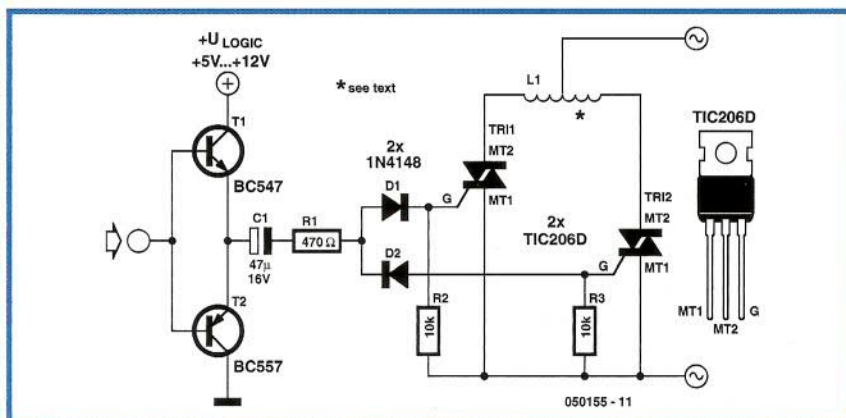 +U LOGIC
+5V...+12V
* see text
T1
BC547
C1
47µ
16V
R1
470 Ω
T2
BC557
2x
1N4148
D1
D2
G
R2
10k
L1
*
TRI1
MT2
MT1
2x
TIC206D
TRI2
MT2
MT1
G
R3
10k
TIC206D
MT1
MT2
G
050155 - 11